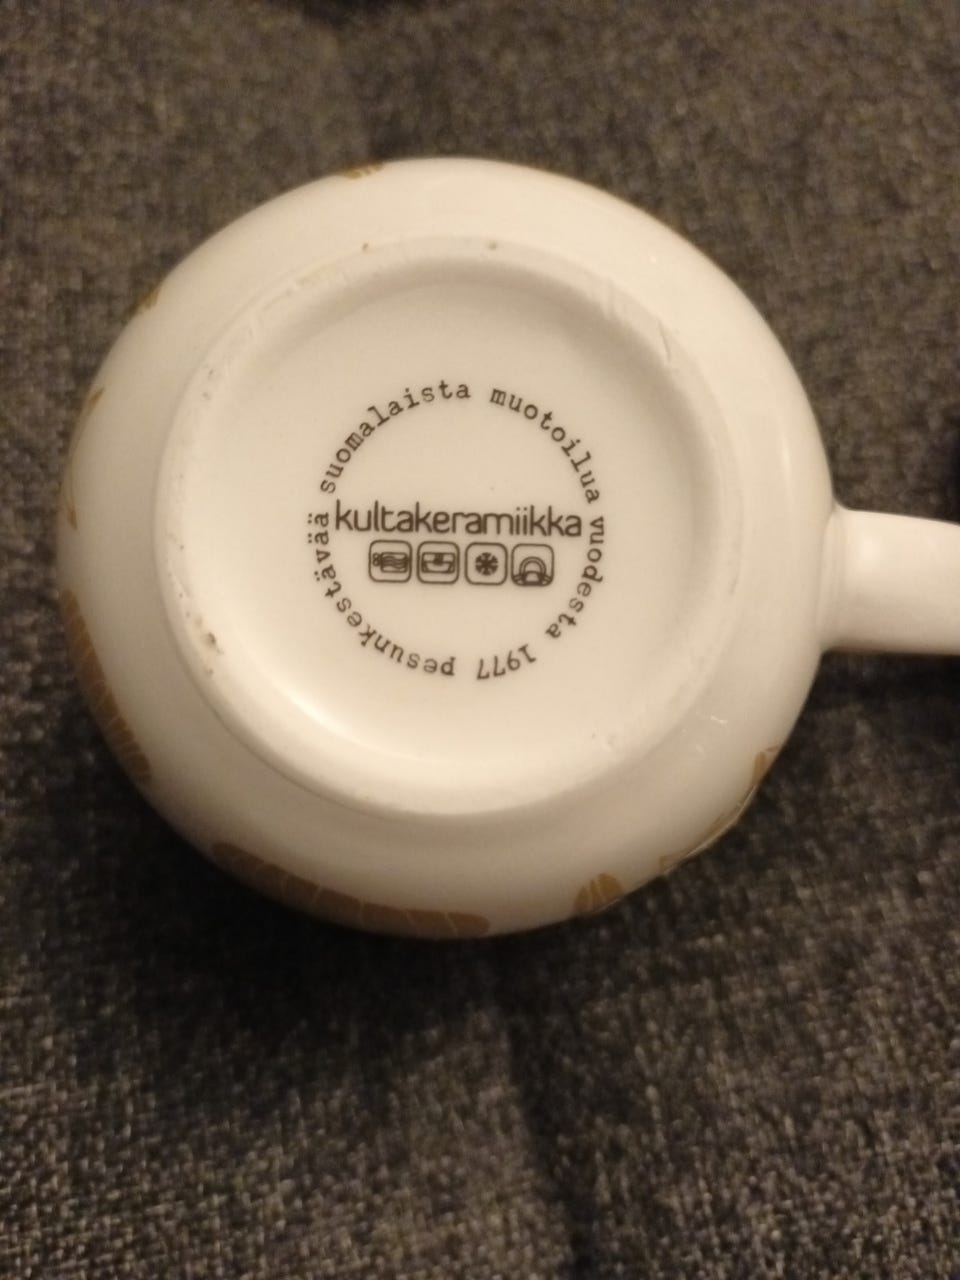 suomalaista muotoilua vuodesta 1977 pesunkestävää
kultakeramiikka